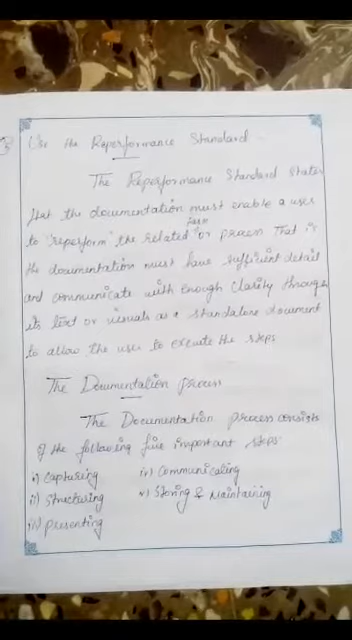 5) Use the Reperformance Standard
The Reperformance Standard States
that the documentation must enable a user
to "reperform" the related task or process That is
the documentation must have sufficient detail
and communicate with enough clarity through
its text or visuals as a standalone document
to allow the user to execute the steps
The Documentation process
The Documentation process consists
of the following five important steps
i) Capturing iv) Communicating
ii) Structuring v) Storing & Maintaining
iii) presenting